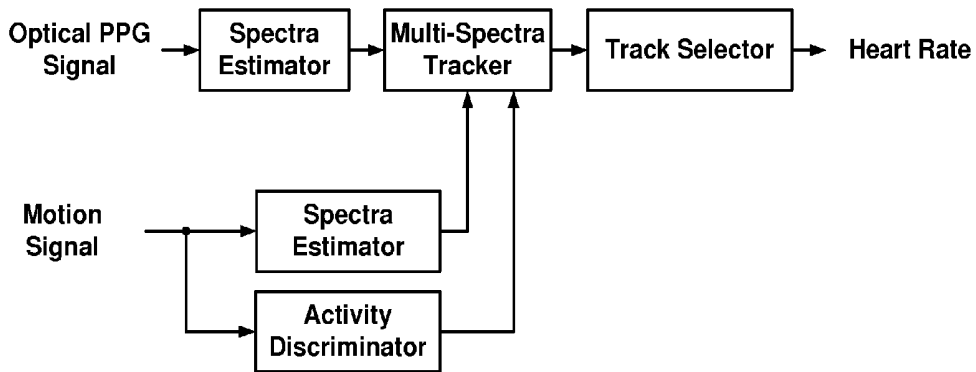 Optical PPG
Signal
Spectra
Estimator
Multi-Spectra
Tracker
Track Selector
Heart Rate
Motion
Signal
Spectra
Estimator
Activity
Discriminator